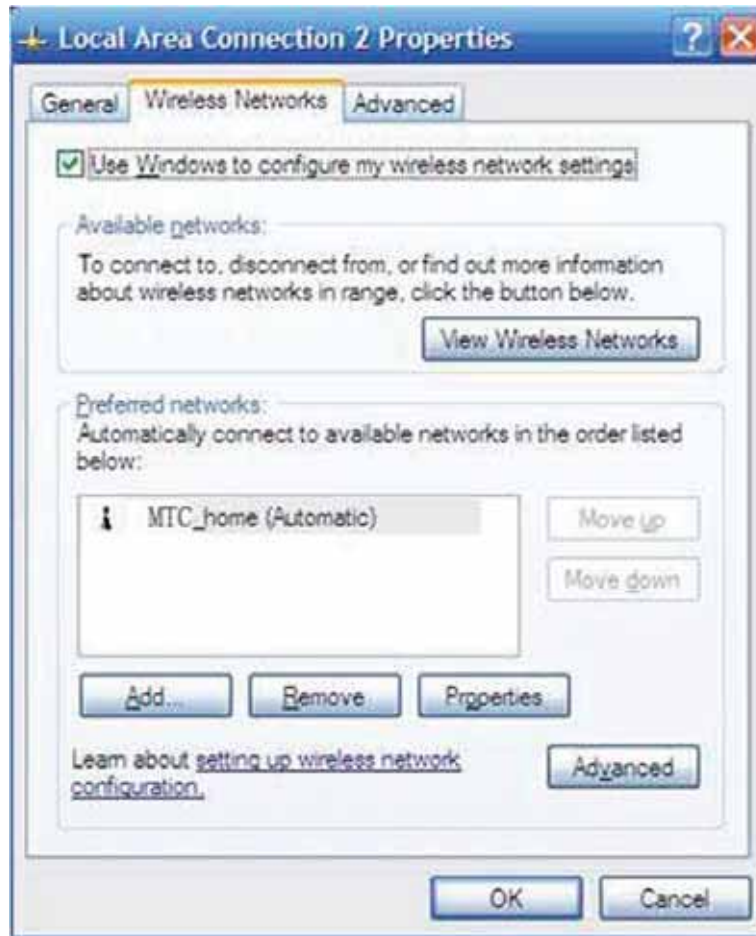 Local Area Connection 2 Properties
General Wireless Networks Advanced
Use Windows to configure my wireless network settings
Available networks:
To connect to, disconnect from, or find out more information
about wireless networks in range, click the button below.
View Wireless Networks
Preferred networks:
Automatically connect to available networks in the order listed
below:
MTC_home (Automatic)
Move up
Move down
Add... Remove Properties
Learn about setting up wireless network
configuration.
Advanced
OK Cancel